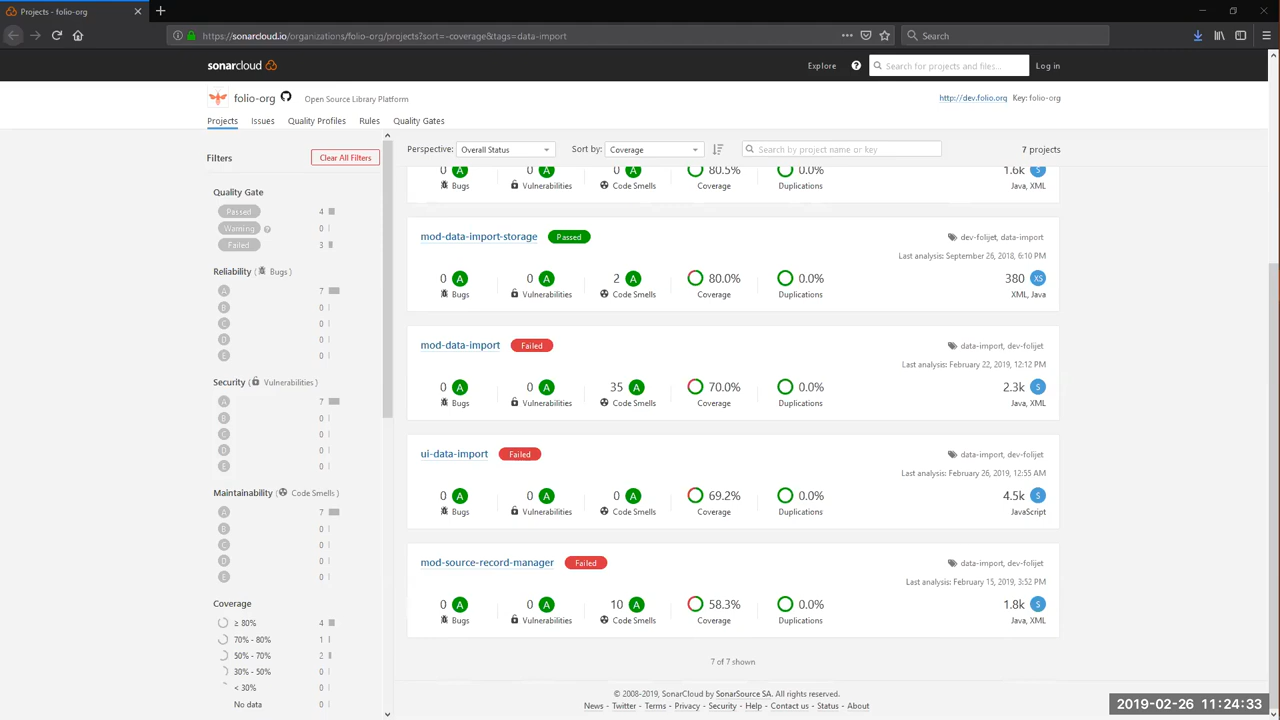 Projects - folio-org
https://sonarcloud.io/organizations/folio-org/projects?sort=-coverage&tags=data-import
Search
sonarcloud
Explore
Search for projects and files...
Log in
folio-org
Open Source Library Platform
http://dev.folio.org Key: folio-org
Projects Issues Quality Profiles Rules Quality Gates
Filters
Clear All Filters
Perspective: Overall Status
Sort by: Coverage
Search by project name or key
7 projects
Quality Gate
Passed 4
Warning 0
Failed 3
Reliability ( Bugs )
A 7
B 0
C 0
D 0
E 0
Security ( Vulnerabilities )
A 7
B 0
C 0
D 0
E 0
Maintainability ( Code Smells )
A 7
B 0
C 0
D 0
E 0
Coverage
≥ 80% 4
70% - 80% 1
50% - 70% 2
30% - 50% 0
< 30% 0
No data 0
0 A 0 A 0 A 80.5% 0.0% 1.6k S
Bugs Vulnerabilities Code Smells Coverage Duplications Java, XML
mod-data-import-storage Passed dev-folijet, data-import
Last analysis: September 26, 2018, 6:10 PM
0 A 0 A 2 A 80.0% 0.0% 380 XS
Bugs Vulnerabilities Code Smells Coverage Duplications XML, Java
mod-data-import Failed data-import, dev-folijet
Last analysis: February 22, 2019, 12:12 PM
0 A 0 A 35 A 70.0% 0.0% 2.3k S
Bugs Vulnerabilities Code Smells Coverage Duplications Java, XML
ui-data-import Failed data-import, dev-folijet
Last analysis: February 26, 2019, 12:55 AM
0 A 0 A 0 A 69.2% 0.0% 4.5k S
Bugs Vulnerabilities Code Smells Coverage Duplications JavaScript
mod-source-record-manager Failed data-import, dev-folijet
Last analysis: February 15, 2019, 3:52 PM
0 A 0 A 10 A 58.3% 0.0% 1.8k S
Bugs Vulnerabilities Code Smells Coverage Duplications Java, XML
7 of 7 shown
© 2008-2019, SonarCloud by SonarSource SA. All rights reserved.
News - Twitter - Terms - Privacy - Security - Help - Contact us - Status - About
2019-02-26 11:24:33